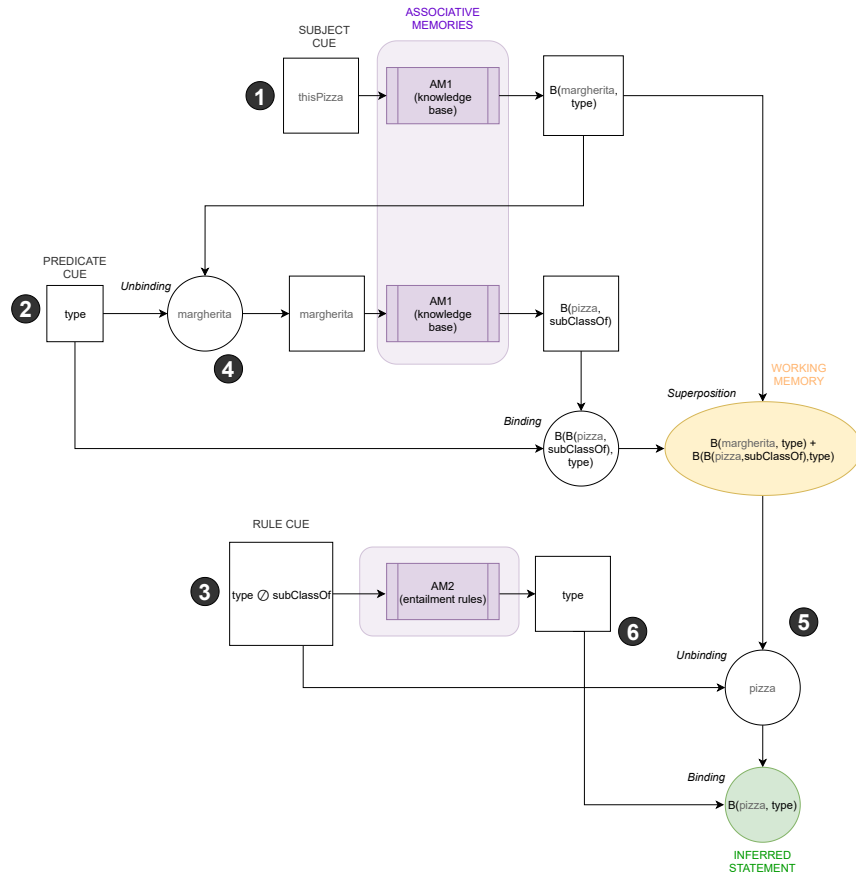 ASSOCIATIVE
MEMORIES
SUBJECT
CUE
1
thisPizza
AM1
(knowledge
base)
B(margherita,
type)
PREDICATE
CUE
2
type
Unbinding
margherita
4
margherita
AM1
(knowledge
base)
B(pizza,
subClassOf)
WORKING
MEMORY
Superposition
Binding
B(B(pizza,
subClassOf),
type)
B(margherita, type) +
B(B(pizza,subClassOf),type)
RULE CUE
3
type ⊘ subClassOf
AM2
(entailment rules)
type
6
5
Unbinding
pizza
Binding
B(pizza, type)
INFERRED
STATEMENT